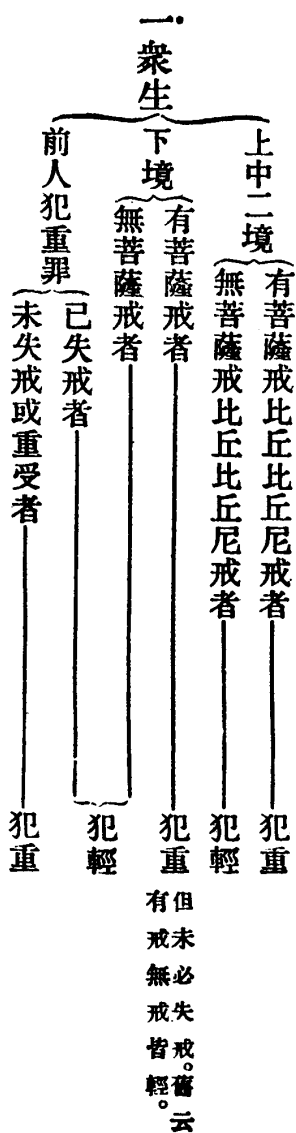 一. 衆生
上中二境
有菩薩戒比丘比丘尼戒者
犯重
無菩薩戒比丘比丘尼戒者
犯輕
下境
有菩薩戒者
犯重
但未必失戒。舊云
有戒無戒皆輕。
無菩薩戒者
前人犯重罪
已失戒者
犯輕
未失戒或重受者
犯重